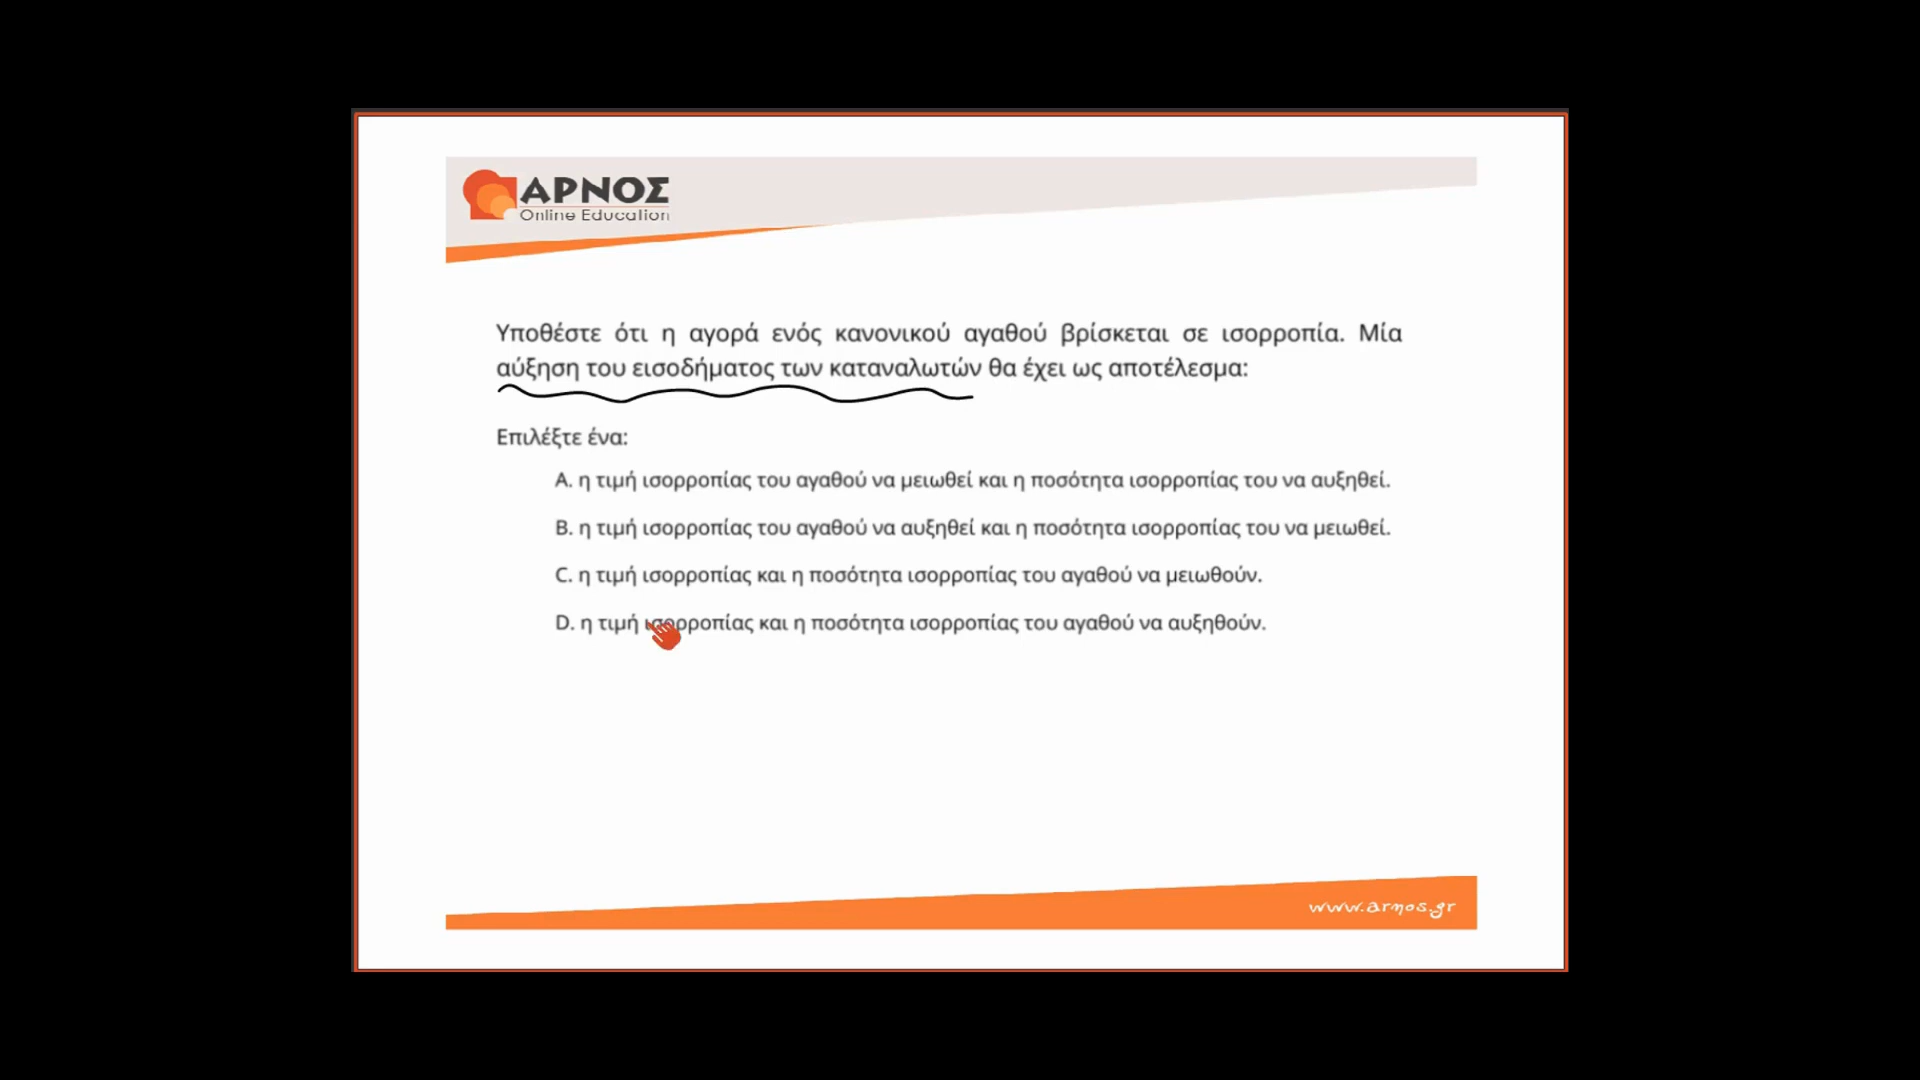 ΑΡΝΟΣ
Online Education
Υποθέστε ότι η αγορά ενός κανονικού αγαθού βρίσκεται σε ισορροπία. Μία
αύξηση του εισοδήματος των καταναλωτών θα έχει ως αποτέλεσμα:
Επιλέξτε ένα:
A. η τιμή ισορροπίας του αγαθού να μειωθεί και η ποσότητα ισορροπίας του να αυξηθεί.
B. η τιμή ισορροπίας του αγαθού να αυξηθεί και η ποσότητα ισορροπίας του να μειωθεί.
C. η τιμή ισορροπίας και η ποσότητα ισορροπίας του αγαθού να μειωθούν.
D. η τιμή ισορροπίας και η ποσότητα ισορροπίας του αγαθού να αυξηθούν.
www.arnos.gr